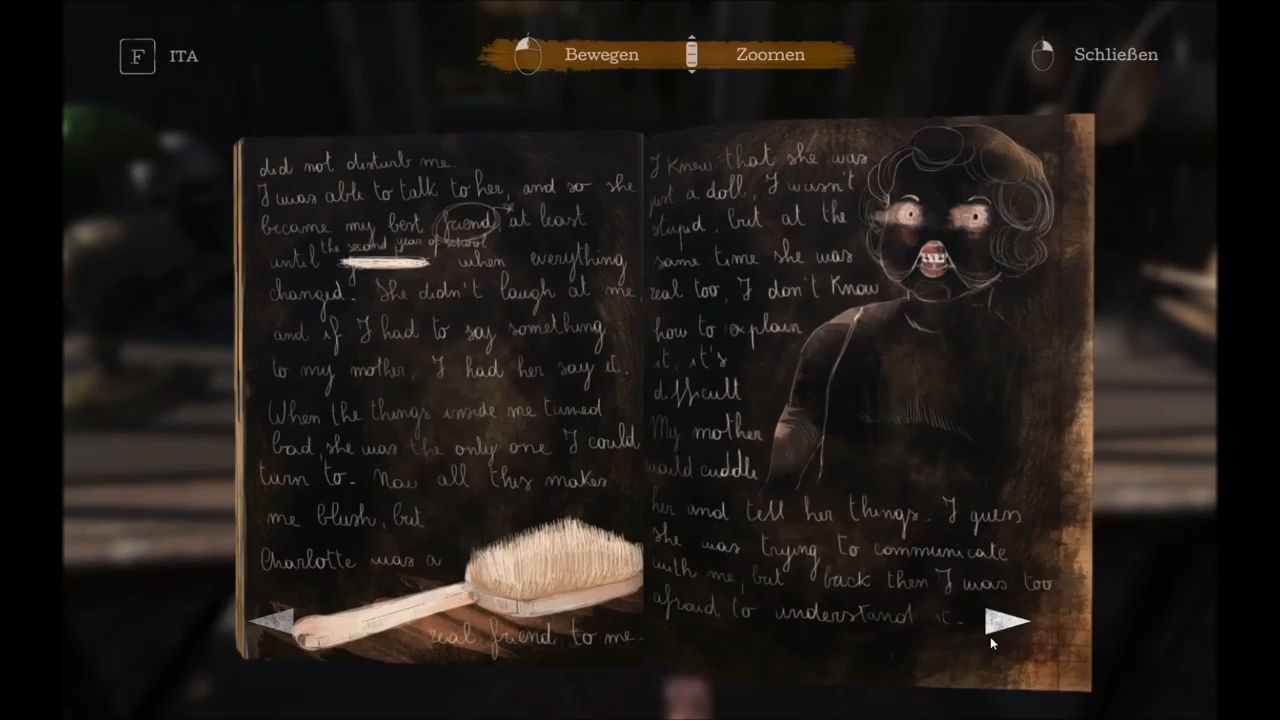 F ITA
Bewegen
Zoomen
Schließen
did not disturb me.
I was able to talk to her, and so she
became my best friend* at least
the second year of school
until when everything
changed. She didn't laugh at me,
and if I had to say something
to my mother, I had her say it.
When the things inside me turned
bad, she was the only one I could
turn to. Now all this makes
me blush, but
Charlotte was a
real friend, to me.
I knew that she was
just a doll, I wasn't
stupid, but at the
same time she was
real too, I don't know
how to explain
it, it's
difficult
My mother
would cuddle
her and tell her things. I guess
she was trying to communicate
with me, but back then I was too
afraid to understand it.